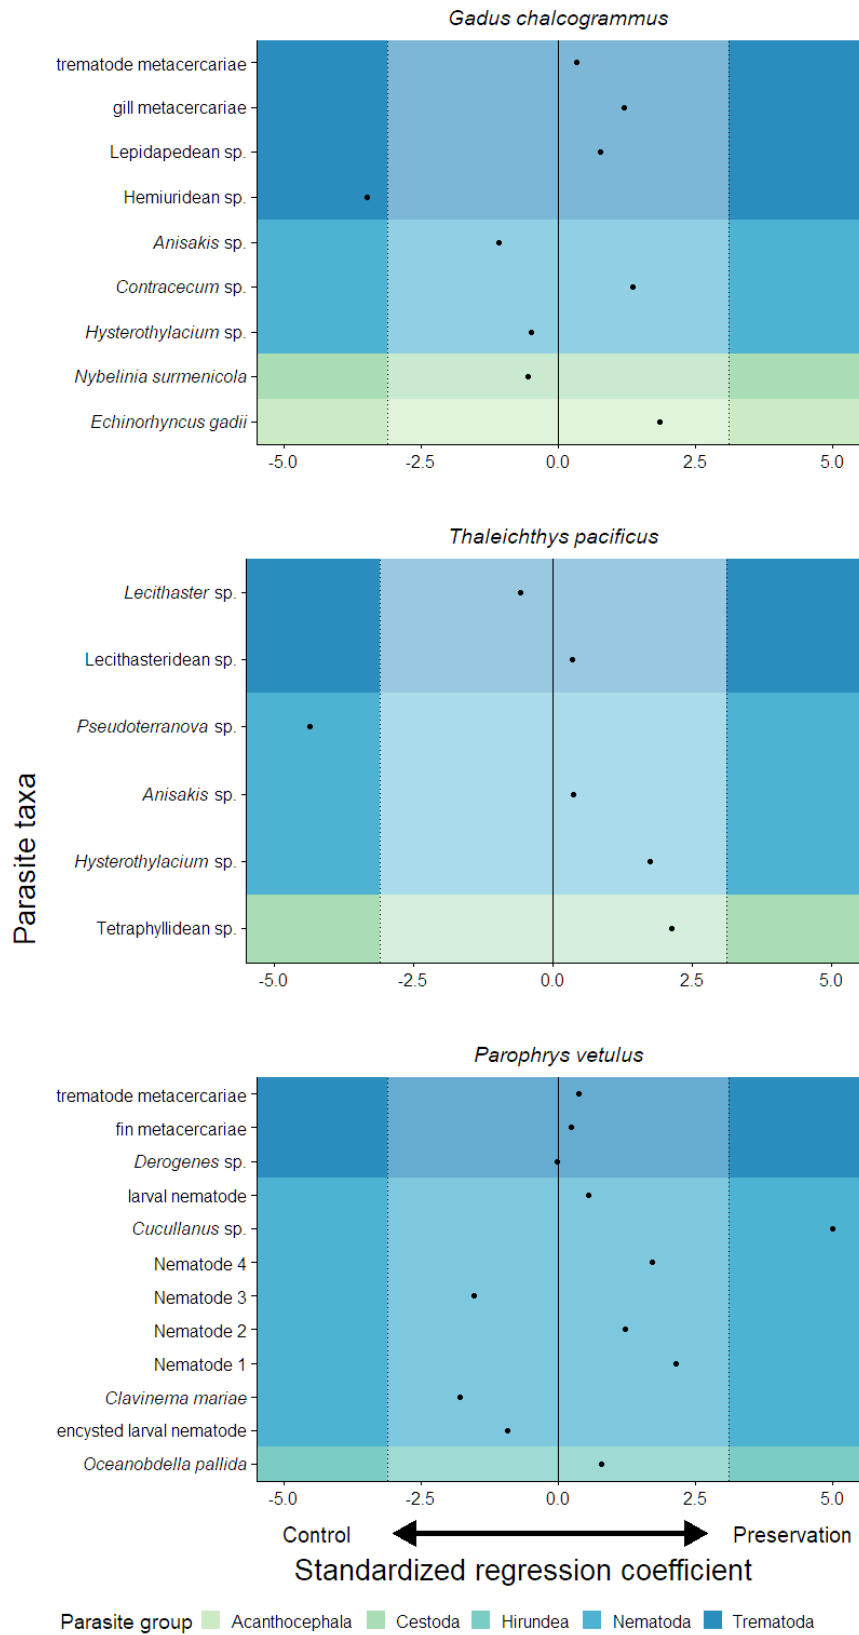 Gadus chalcogrammus
trematode metacercariae
gill metacercariae
Lepidapedean sp.
Hemiuridean sp.
Anisakis sp.
Contracecum sp.
Hysterothylacium sp.
Nybelinia surmenicola
Echinorhyncus gadii
-5.0 -2.5 0.0 2.5 5.0
Thaleichthys pacificus
Lecithaster sp.
Lecithasteridean sp.
Pseudoterranova sp.
Anisakis sp.
Hysterothylacium sp.
Tetraphyllidean sp.
-5.0 -2.5 0.0 2.5 5.0
Parasite taxa
Parophrys vetulus
trematode metacercariae
fin metacercariae
Derogenes sp.
larval nematode
Cucullanus sp.
Nematode 4
Nematode 3
Nematode 2
Nematode 1
Clavinema mariae
encysted larval nematode
Oceanobdella pallida
-5.0 -2.5 0.0 2.5 5.0
Control Preservation
Standardized regression coefficient
Parasite group Acanthocephala Cestoda Hirundea Nematoda Trematoda